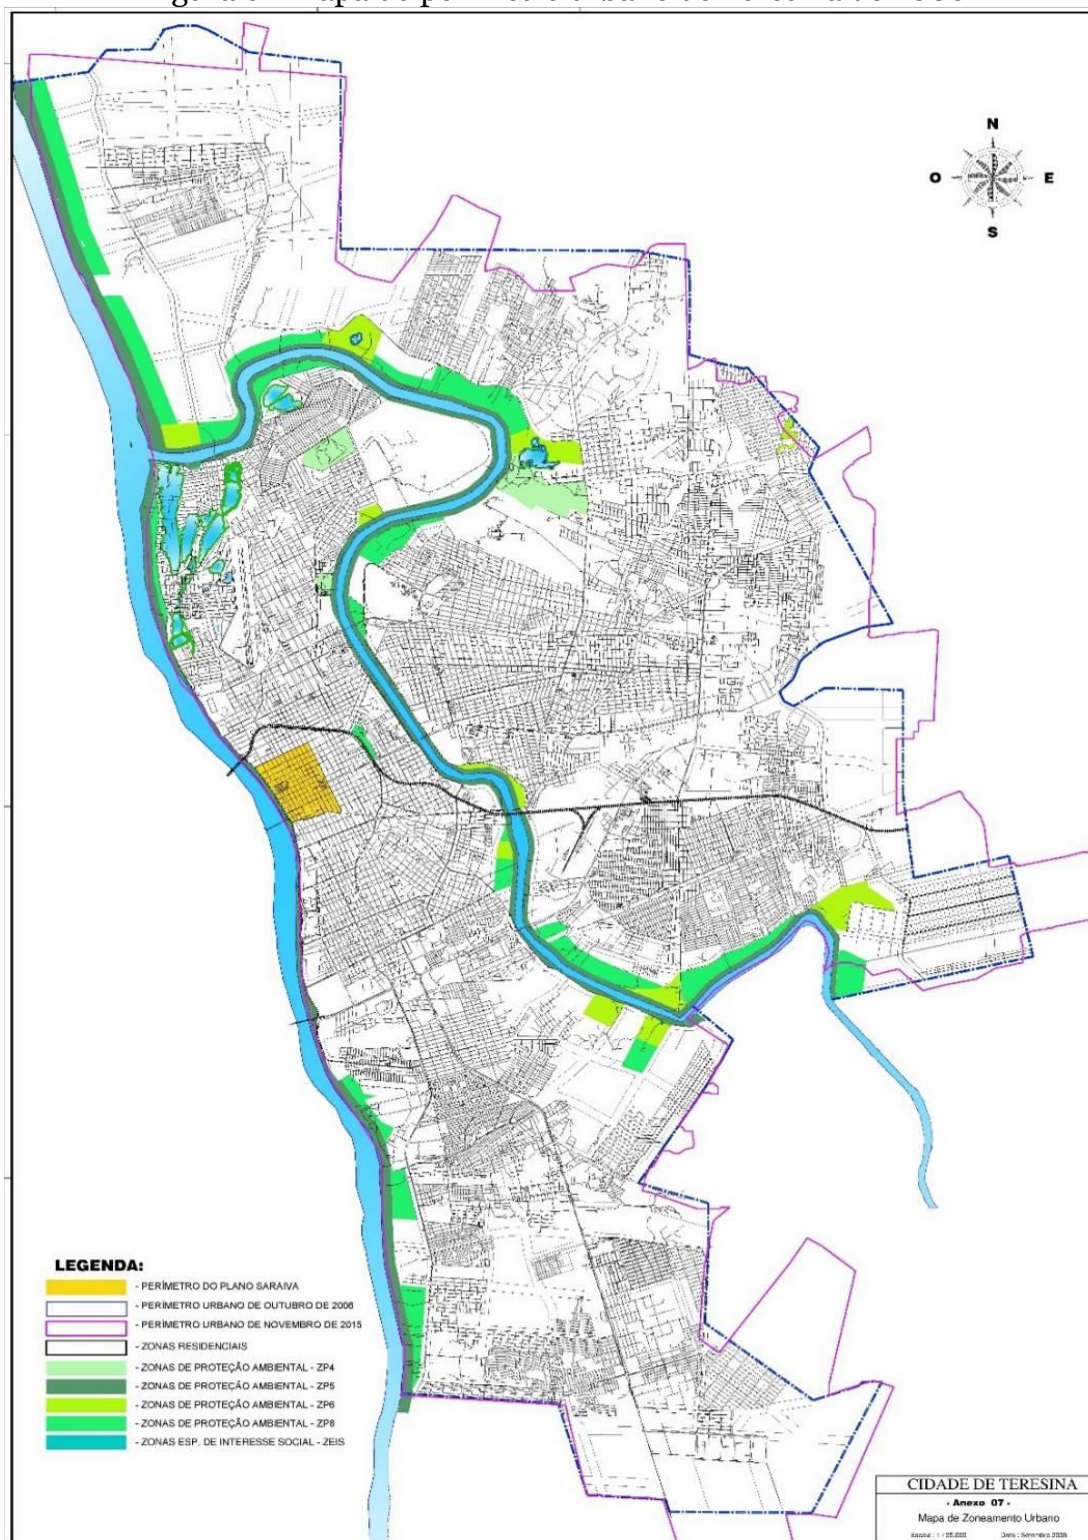 N
O E
S
LEGENDA:
- PERÍMETRO DO PLANO SARAIVA
- PERÍMETRO URBANO DE OUTUBRO DE 2006
- PERÍMETRO URBANO DE NOVEMBRO DE 2015
- ZONAS RESIDENCIAIS
- ZONAS DE PROTEÇÃO AMBIENTAL - ZP4
- ZONAS DE PROTEÇÃO AMBIENTAL - ZP5
- ZONAS DE PROTEÇÃO AMBIENTAL - ZP6
- ZONAS DE PROTEÇÃO AMBIENTAL - ZP8
- ZONAS ESP. DE INTERESSE SOCIAL - ZEIS
CIDADE DE TERESINA
- Anexo 07 -
Mapa de Zoneamento Urbano